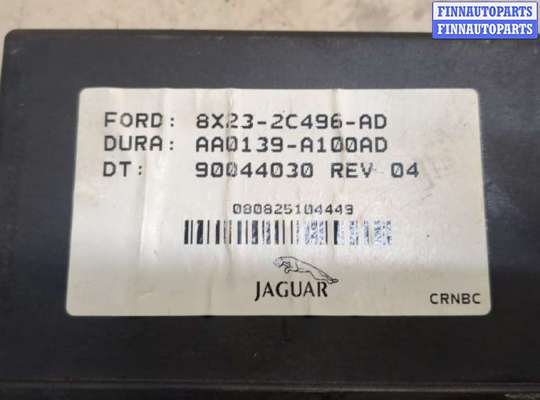 FINNAUTOPARTS
FINNAUTOPARTS
FORD: 8X23-2C496-AD
DURA: AA0139-A100AD
DT: 90044030 REV 04
080825104449
JAGUAR
CRNBC